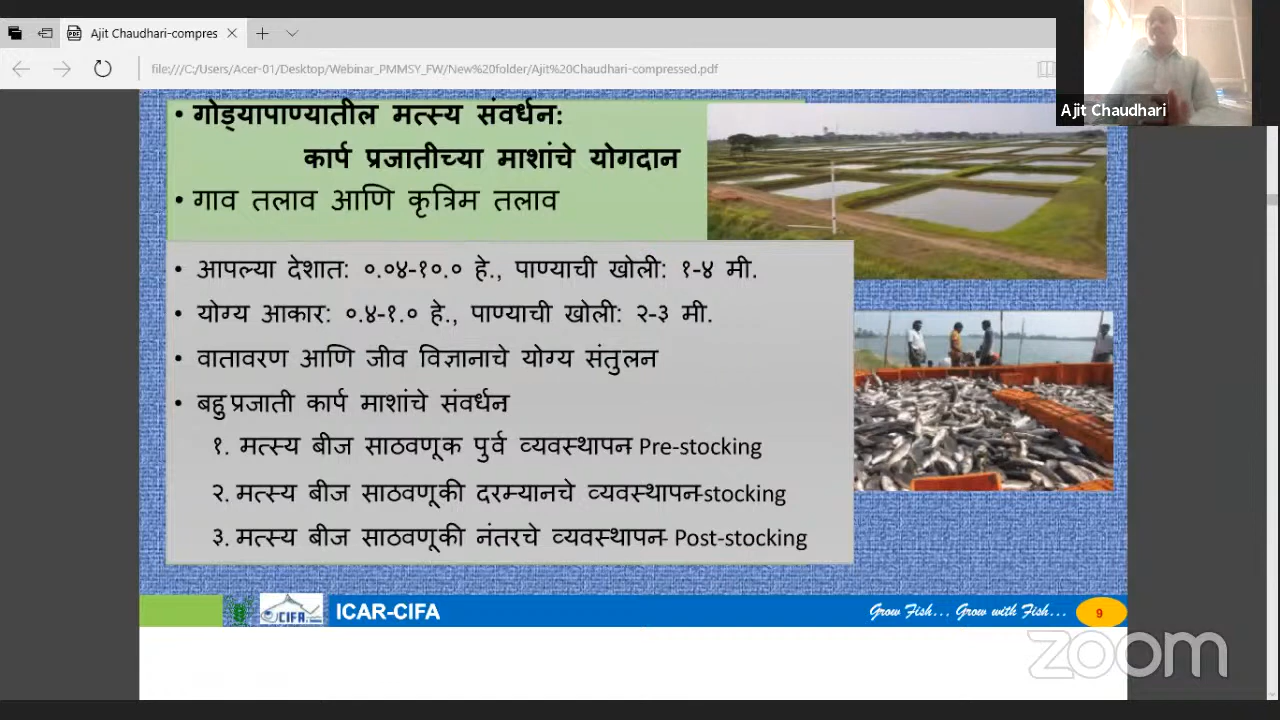 Ajit Chaudhari-compres
file:///C:/Users/Acer-01/Desktop/Webinar_PMMSY_FW/New%20folder/Ajit%20Chaudhari-compressed.pdf
Ajit Chaudhari
• गोड्यापाण्यातील मत्स्य संवर्धन:
कार्प प्रजातीच्या माशांचे योगदान
• गाव तलाव आणि कृत्रिम तलाव
• आपल्या देशात: ०.०४-१०.० हे., पाण्याची खोली: १-४ मी.
• योग्य आकार: ०.४-१.० हे., पाण्याची खोली: २-३ मी.
• वातावरण आणि जीव विज्ञानाचे योग्य संतुलन
• बहुप्रजाती कार्प माशांचे संवर्धन
१. मत्स्य बीज साठवणूक पुर्व व्यवस्थापन- Pre-stocking
२. मत्स्य बीज साठवणूकी दरम्यानचे व्यवस्थापन-stocking
३. मत्स्य बीज साठवणूकी नंतरचे व्यवस्थापन- Post-stocking
CIFA ICAR-CIFA Grow Fish... Grow with Fish... 9
zoom